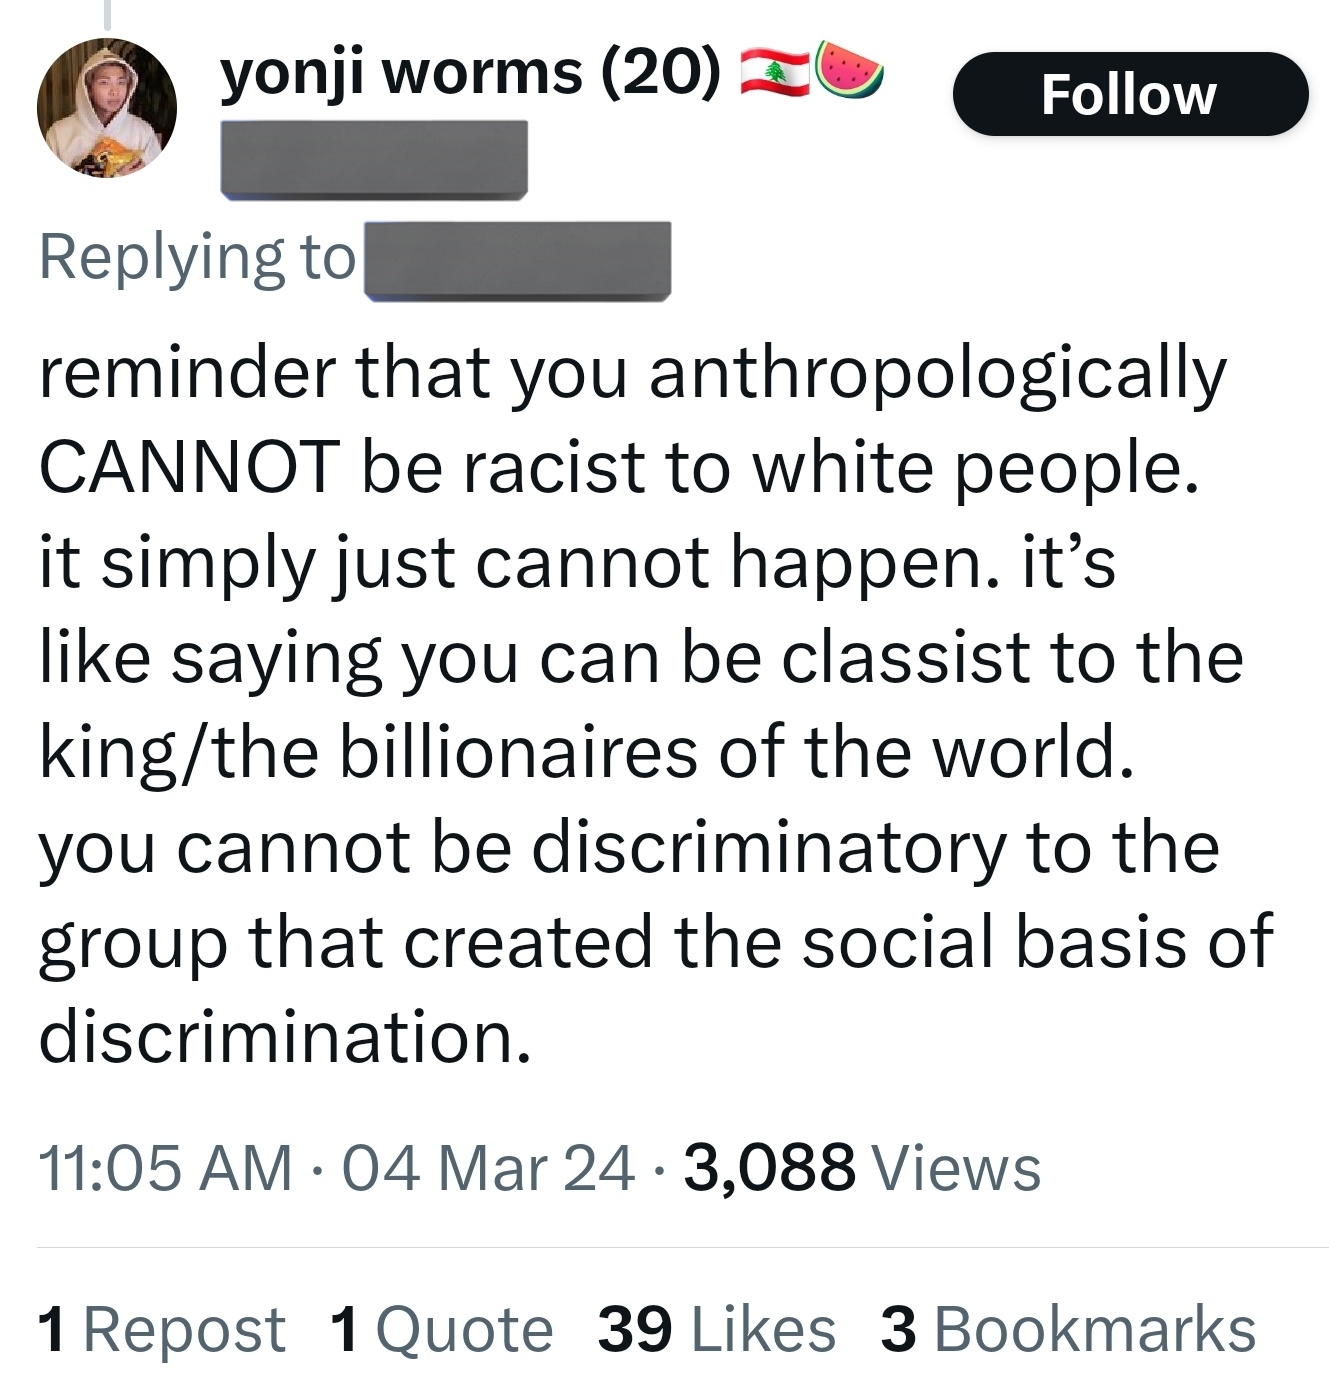 yonji worms (20) 🇱🇧🍉
Follow
Replying to
reminder that you anthropologically
CANNOT be racist to white people.
it simply just cannot happen. it’s
like saying you can be classist to the
king/the billionaires of the world.
you cannot be discriminatory to the
group that created the social basis of
discrimination.
11:05 AM · 04 Mar 24 · 3,088 Views
1 Repost 1 Quote 39 Likes 3 Bookmarks